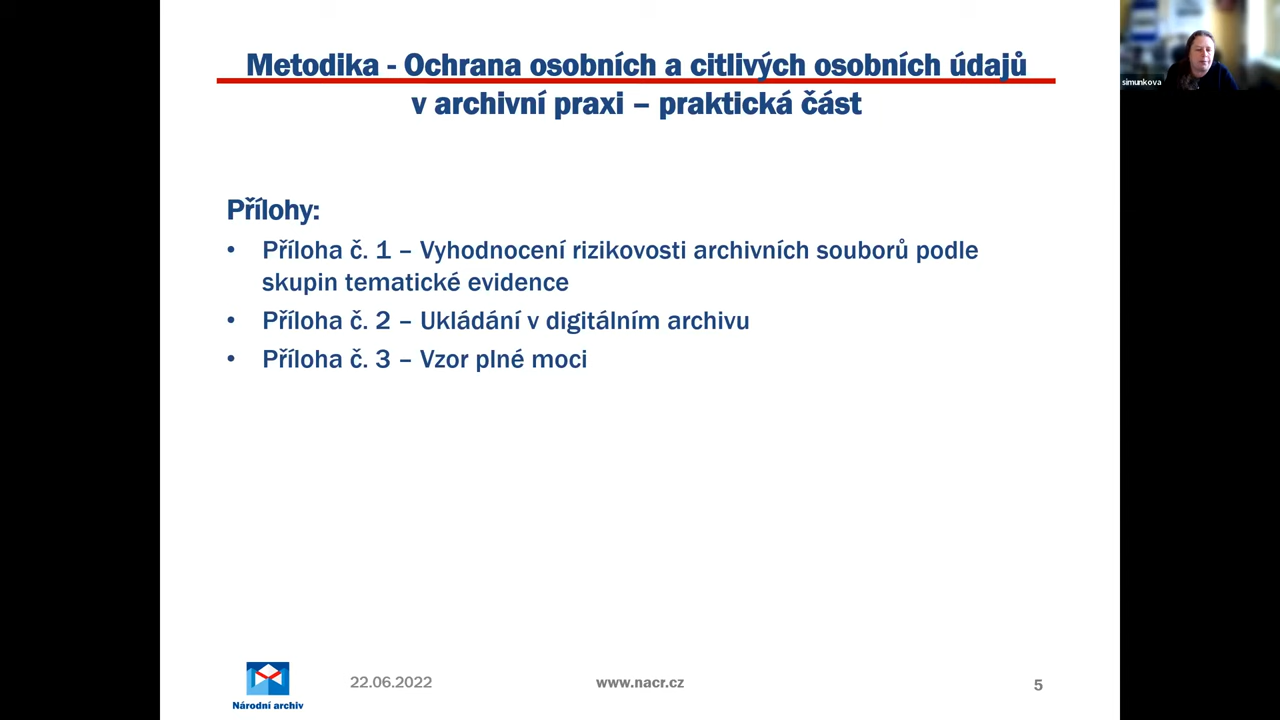 Metodika - Ochrana osobních a citlivých osobních údajů
v archivní praxi – praktická část
simunkova
Přílohy:
• Příloha č. 1 – Vyhodnocení rizikovosti archivních souborů podle
skupin tematické evidence
• Příloha č. 2 – Ukládání v digitálním archivu
• Příloha č. 3 – Vzor plné moci
Národní archiv
22.06.2022
www.nacr.cz
5